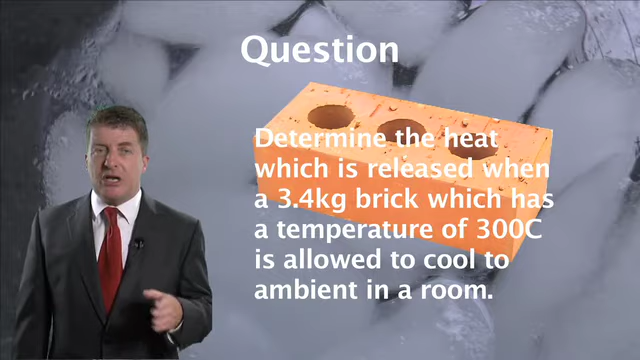 Question
Determine the heat
which is released when
a 3.4kg brick which has
a temperature of 300C
is allowed to cool to
ambient in a room.